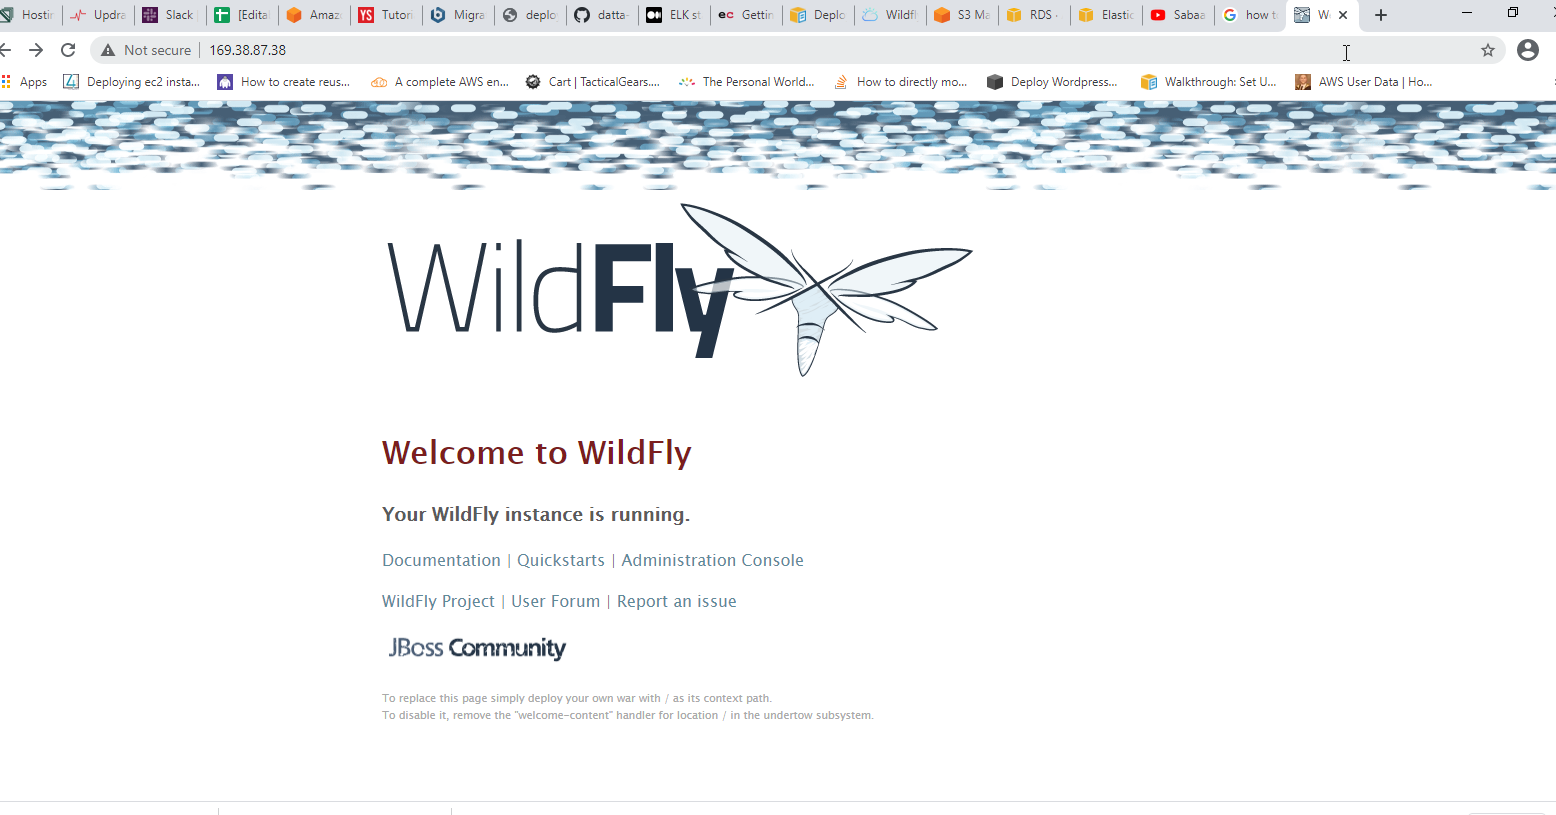 Hostin Updra Slack [Edita Amazo Tutori Migra deplo datta- ELK st Gettin Deplo Wildfl S3 Ma RDS · Elastic Sabaa how t W
Not secure 169.38.87.38
Apps Deploying ec2 insta... How to create reus... A complete AWS en... Cart | TacticalGears.... The Personal World... How to directly mo... Deploy Wordpress... Walkthrough: Set U... AWS User Data | Ho...
WildFly
Welcome to WildFly
Your WildFly instance is running.
Documentation | Quickstarts | Administration Console
WildFly Project | User Forum | Report an issue
JBoss Community
To replace this page simply deploy your own war with / as its context path.
To disable it, remove the "welcome-content" handler for location / in the undertow subsystem.